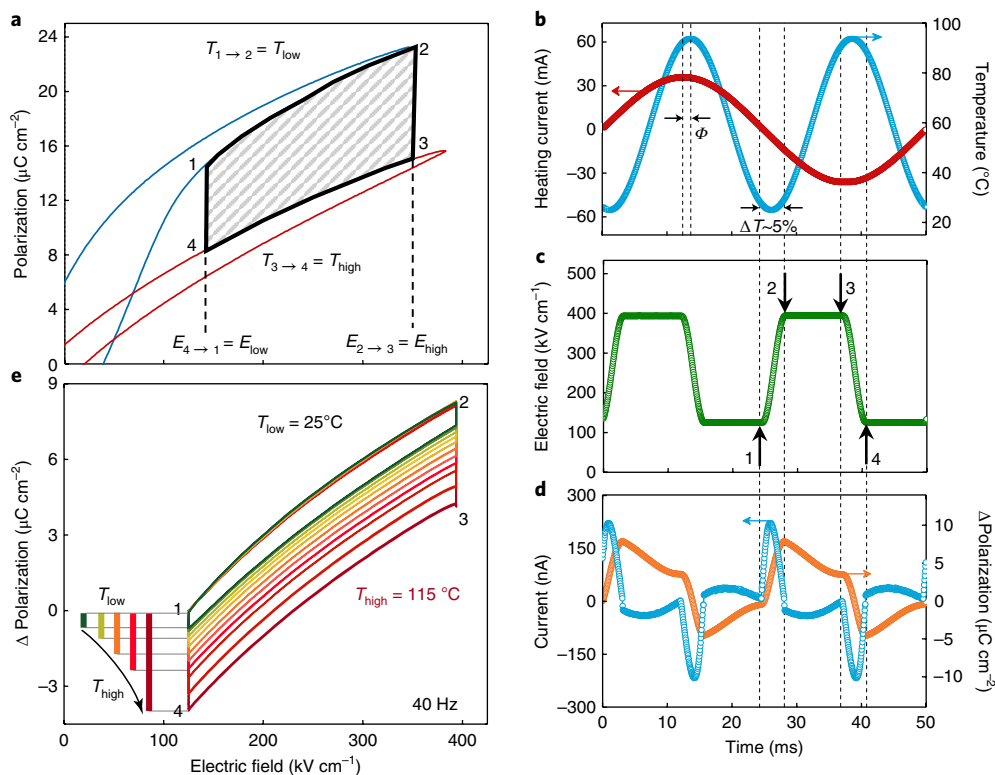 a
24
20
16
12
8
4
0
Polarization (μC cm−2)
T1 → 2 = Tlow
2
1
3
4
T3 → 4 = Thigh
E4 → 1 = Elow
E2 → 3 = Ehigh
e
9
6
3
0
−3
Δ Polarization (μC cm−2)
Tlow = 25°C
2
3
Thigh = 115 °C
Tlow
1
Thigh
4
40 Hz
0
100
200
300
400
Electric field (kV cm−1)
b
60
30
0
−30
−60
Heating current (mA)
100
80
60
40
20
Temperature (°C)
Φ
ΔT~5%
c
500
400
300
200
100
0
Electric field (kV cm−1)
2
3
1
4
d
300
150
0
−150
−300
Current (nA)
10
5
0
−5
−10
ΔPolarization (μC cm−2)
0
10
20
30
40
50
Time (ms)